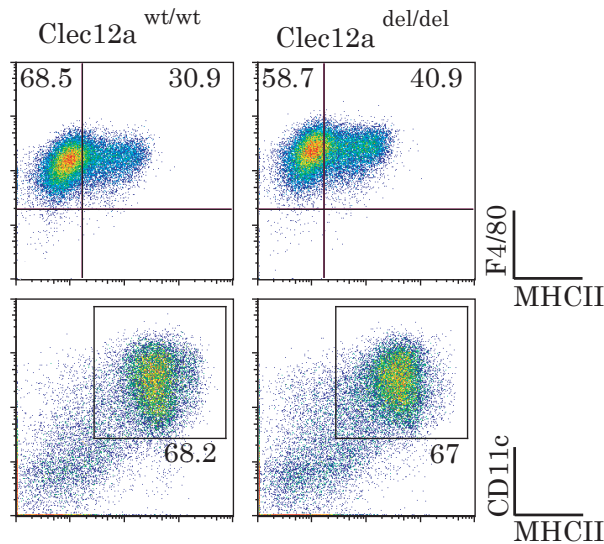 Clec12a wt/wt
Clec12a del/del
68.5
30.9
58.7
40.9
F4/80
MHCII
68.2
67
CD11c
MHCII